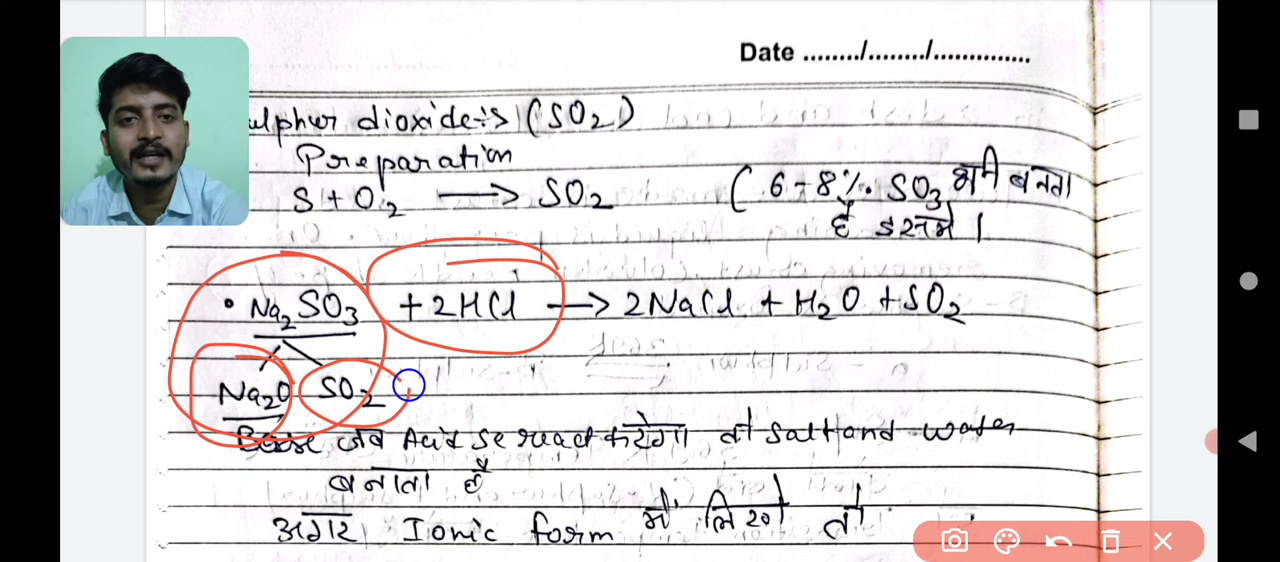 Date ......../......../.............
ulphur dioxide:→ (SO2)
Preparation
S + O2 → SO2 ( 6-8% SO3 भी बनता
है इसमे ।
• Na2SO3 + 2HCl → 2NaCl + H2O + SO2
Na2O SO2
Base जब Acid se react करेगा तो Salt and water
बनाता है
अगर Ionic form में लिखो तो